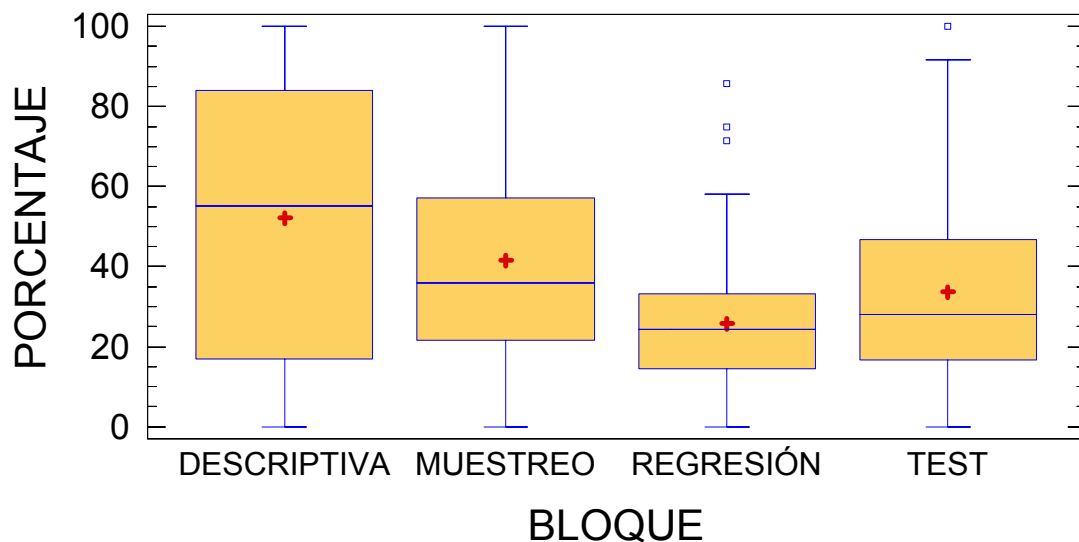 PORCENTAJE
100
80
60
40
20
0
DESCRIPTIVA MUESTREO REGRESIÓN TEST
BLOQUE